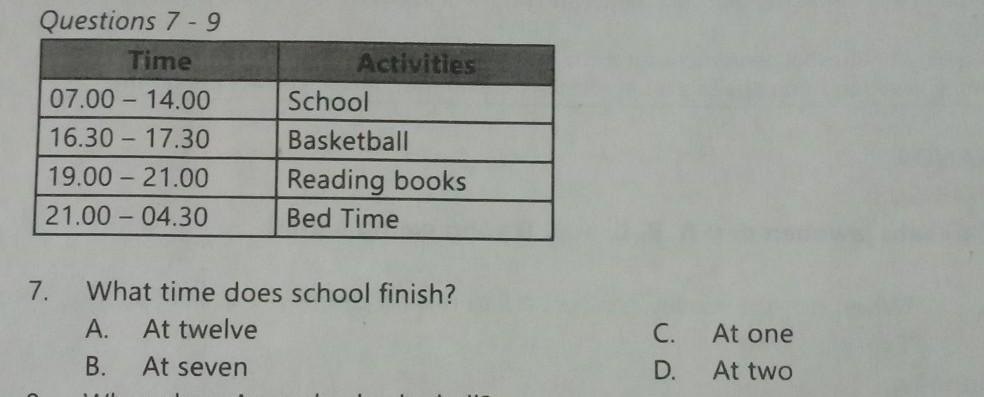 Questions 7 - 9
Time Activities
07.00 – 14.00 School
16.30 – 17.30 Basketball
19.00 – 21.00 Reading books
21.00 – 04.30 Bed Time
7. What time does school finish?
A. At twelve C. At one
B. At seven D. At two